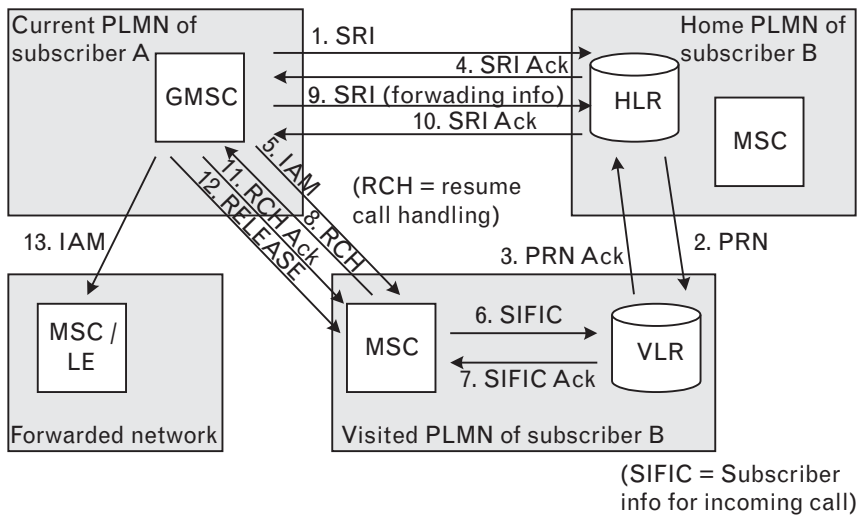 Current PLMN of
subscriber A
GMSC
1. SRI
4. SRI Ack
9. SRI (forwading info)
10. SRI Ack
Home PLMN of
subscriber B
HLR
MSC
5. IAM
8. RCH
11. RCH Ack
12. RELEASE
(RCH = resume
call handling)
13. IAM
3. PRN Ack
2. PRN
MSC /
LE
Forwarded network
MSC
6. SIFIC
7. SIFIC Ack
VLR
Visited PLMN of subscriber B
(SIFIC = Subscriber
info for incoming call)